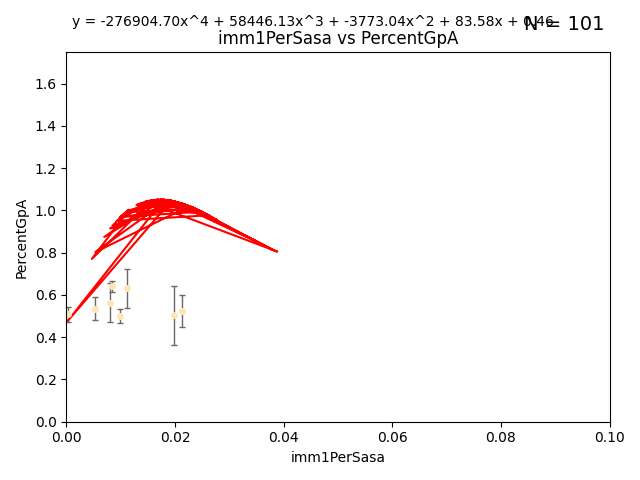 y = -276904.70x^4 + 58446.13x^3 + -3773.04x^2 + 83.58x + 0.46
N = 101
imm1PerSasa vs PercentGpA
1.6
1.4
1.2
1.0
0.8
0.6
0.4
0.2
0.0
PercentGpA
0.00 0.02 0.04 0.06 0.08 0.10
imm1PerSasa